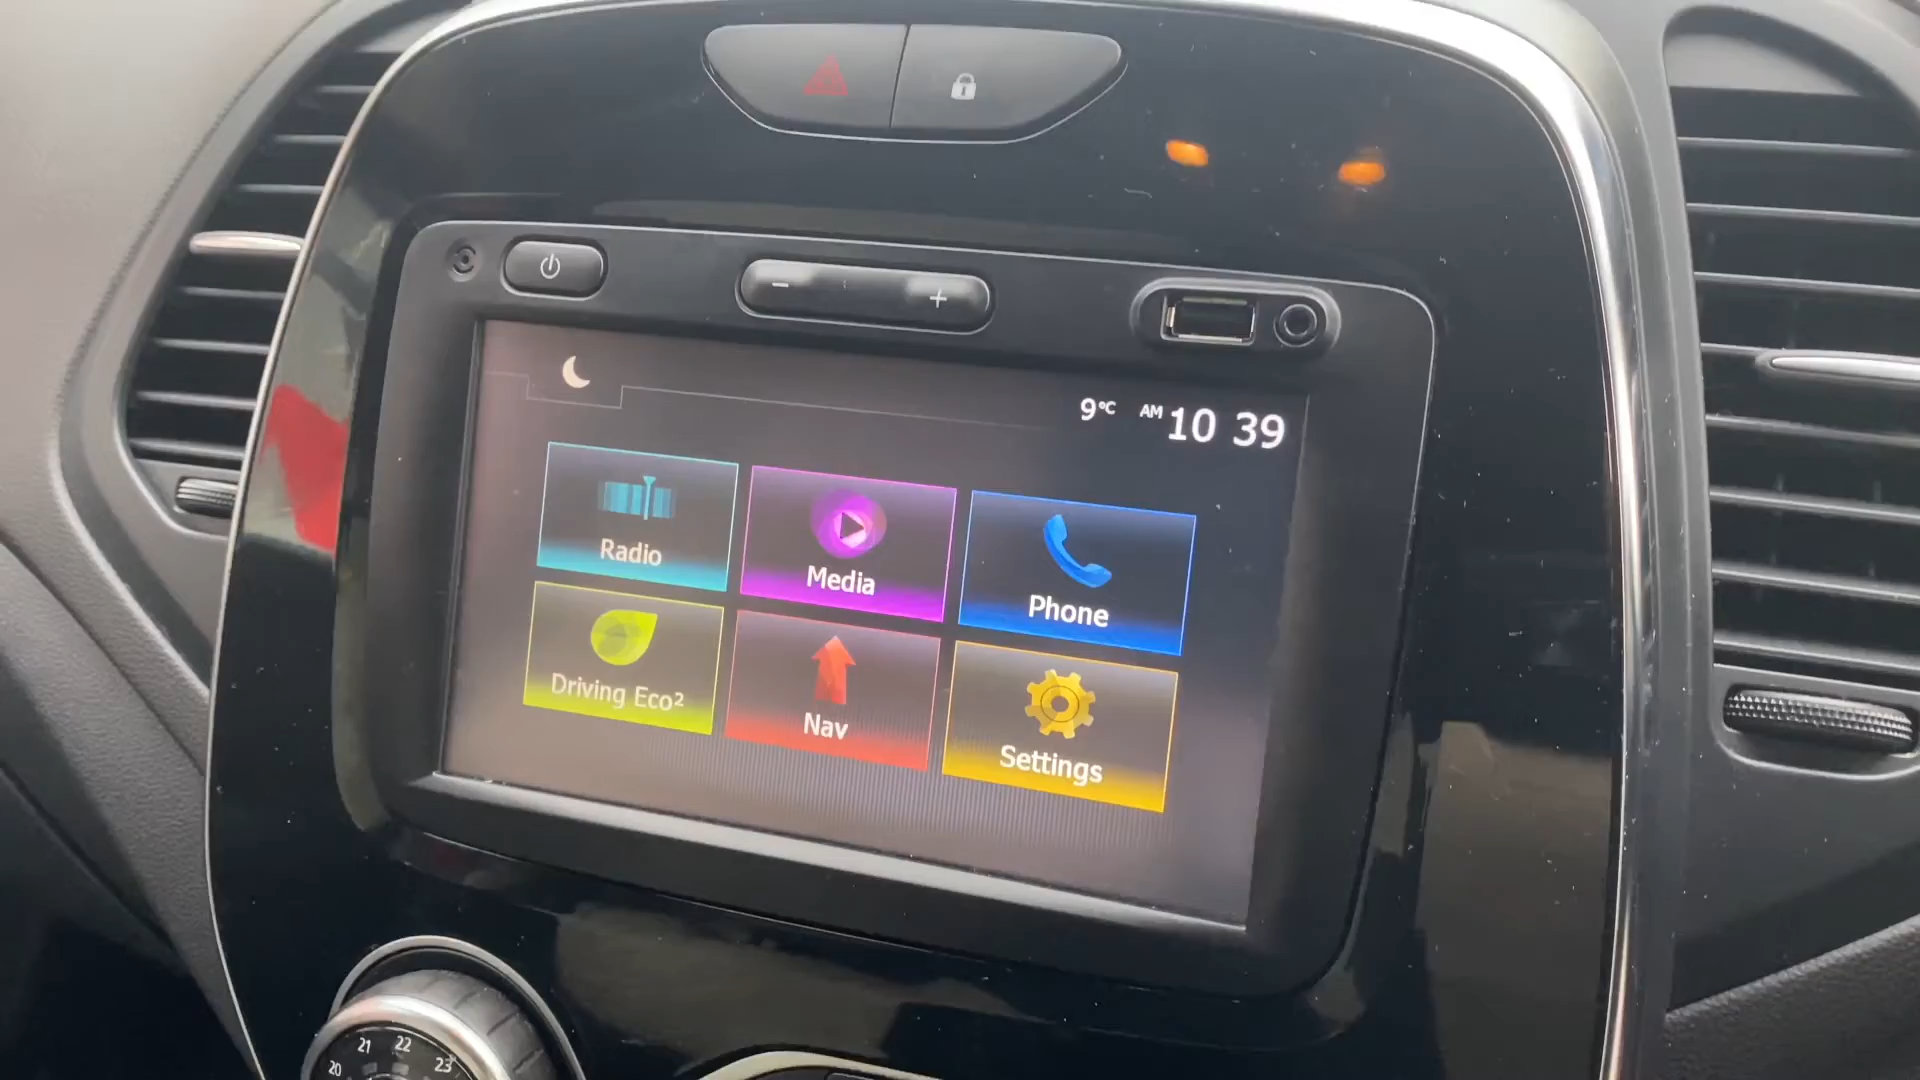 9°C AM 10 39
Radio
Media
Phone
Driving Eco²
Nav
Settings
20 21 22 23